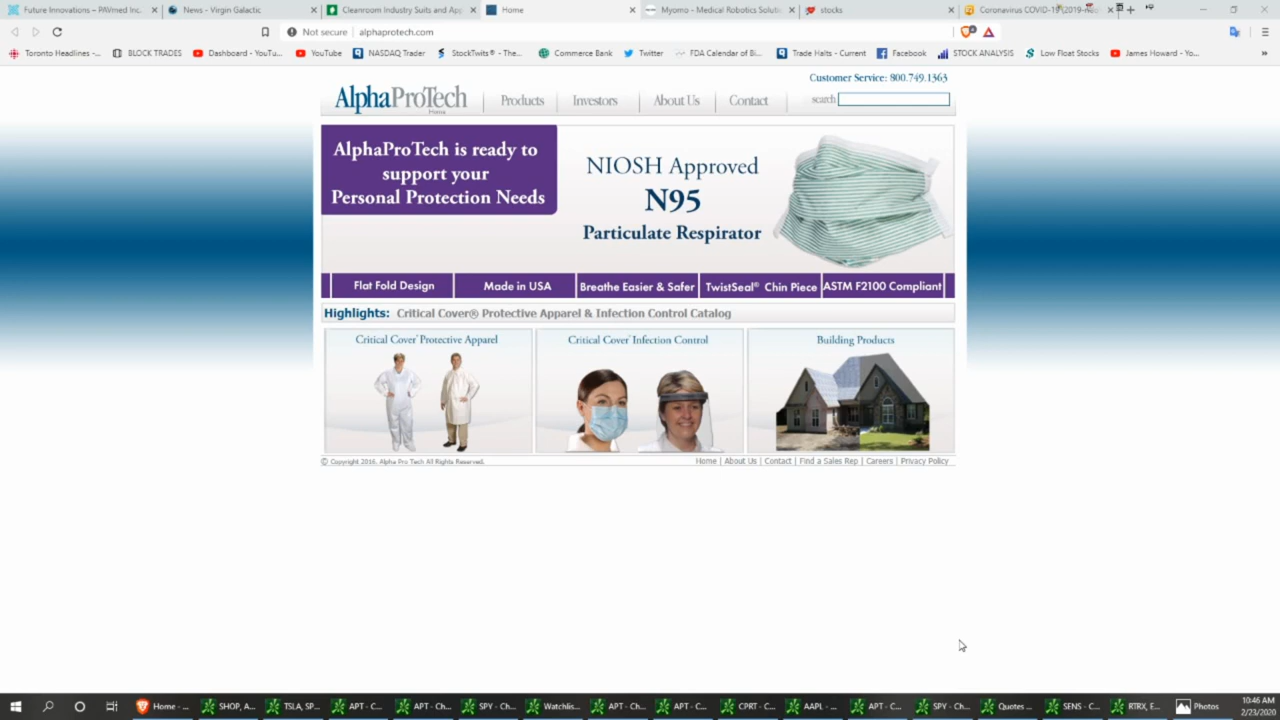 Future Innovations – PAVmed Inc.
News - Virgin Galactic
Cleanroom Industry Suits and App
Home
Myomo - Medical Robotics Soluti
stocks
Coronavirus COVID-19 (2019-n
Not secure | alphaprotech.com
Toronto Headlines -...
BLOCK TRADES
Dashboard - YouTu...
YouTube
NASDAQ Trader
StockTwits® - The...
Commerce Bank
Twitter
FDA Calendar of Bi...
Trade Halts - Current
Facebook
STOCK ANALYSIS
Low Float Stocks
James Howard - Yo...
»
Customer Service: 800.749.1363
AlphaProTech
Home
Products
Investors
About Us
Contact
search
AlphaProTech is ready to
support your
Personal Protection Needs
NIOSH Approved
N95
Particulate Respirator
Flat Fold Design
Made in USA
Breathe Easier & Safer
TwistSeal® Chin Piece
ASTM F2100 Compliant
Highlights: Critical Cover® Protective Apparel & Infection Control Catalog
Critical Cover® Protective Apparel
Critical Cover® Infection Control
Building Products
© Copyright 2016. Alpha Pro Tech All Rights Reserved.
Home | About Us | Contact | Find a Sales Rep | Careers | Privacy Policy
Home - ...
SHOP, A...
TSLA, SP...
APT - C...
APT - Ch...
SPY - Ch...
Watchlis...
APT - Ch...
APT - C...
CPRT - C...
AAPL - ...
APT - C...
SPY - Ch...
Quotes ...
SENS - C...
RTRX, E...
Photos
10:46 AM
2/23/2020